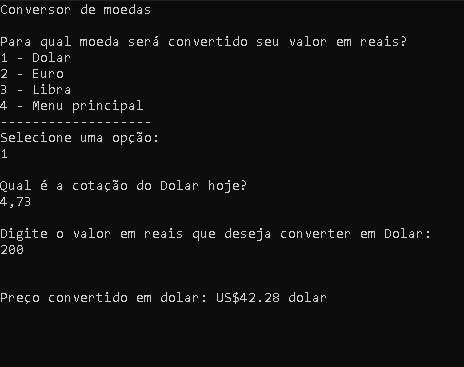 Conversor de moedas
Para qual moeda será convertido seu valor em reais?
1 - Dolar
2 - Euro
3 - Libra
4 - Menu principal
-------------------
Selecione uma opção:
1
Qual é a cotação do Dolar hoje?
4,73
Digite o valor em reais que deseja converter em Dolar:
200
Preço convertido em dolar: US$42.28 dolar